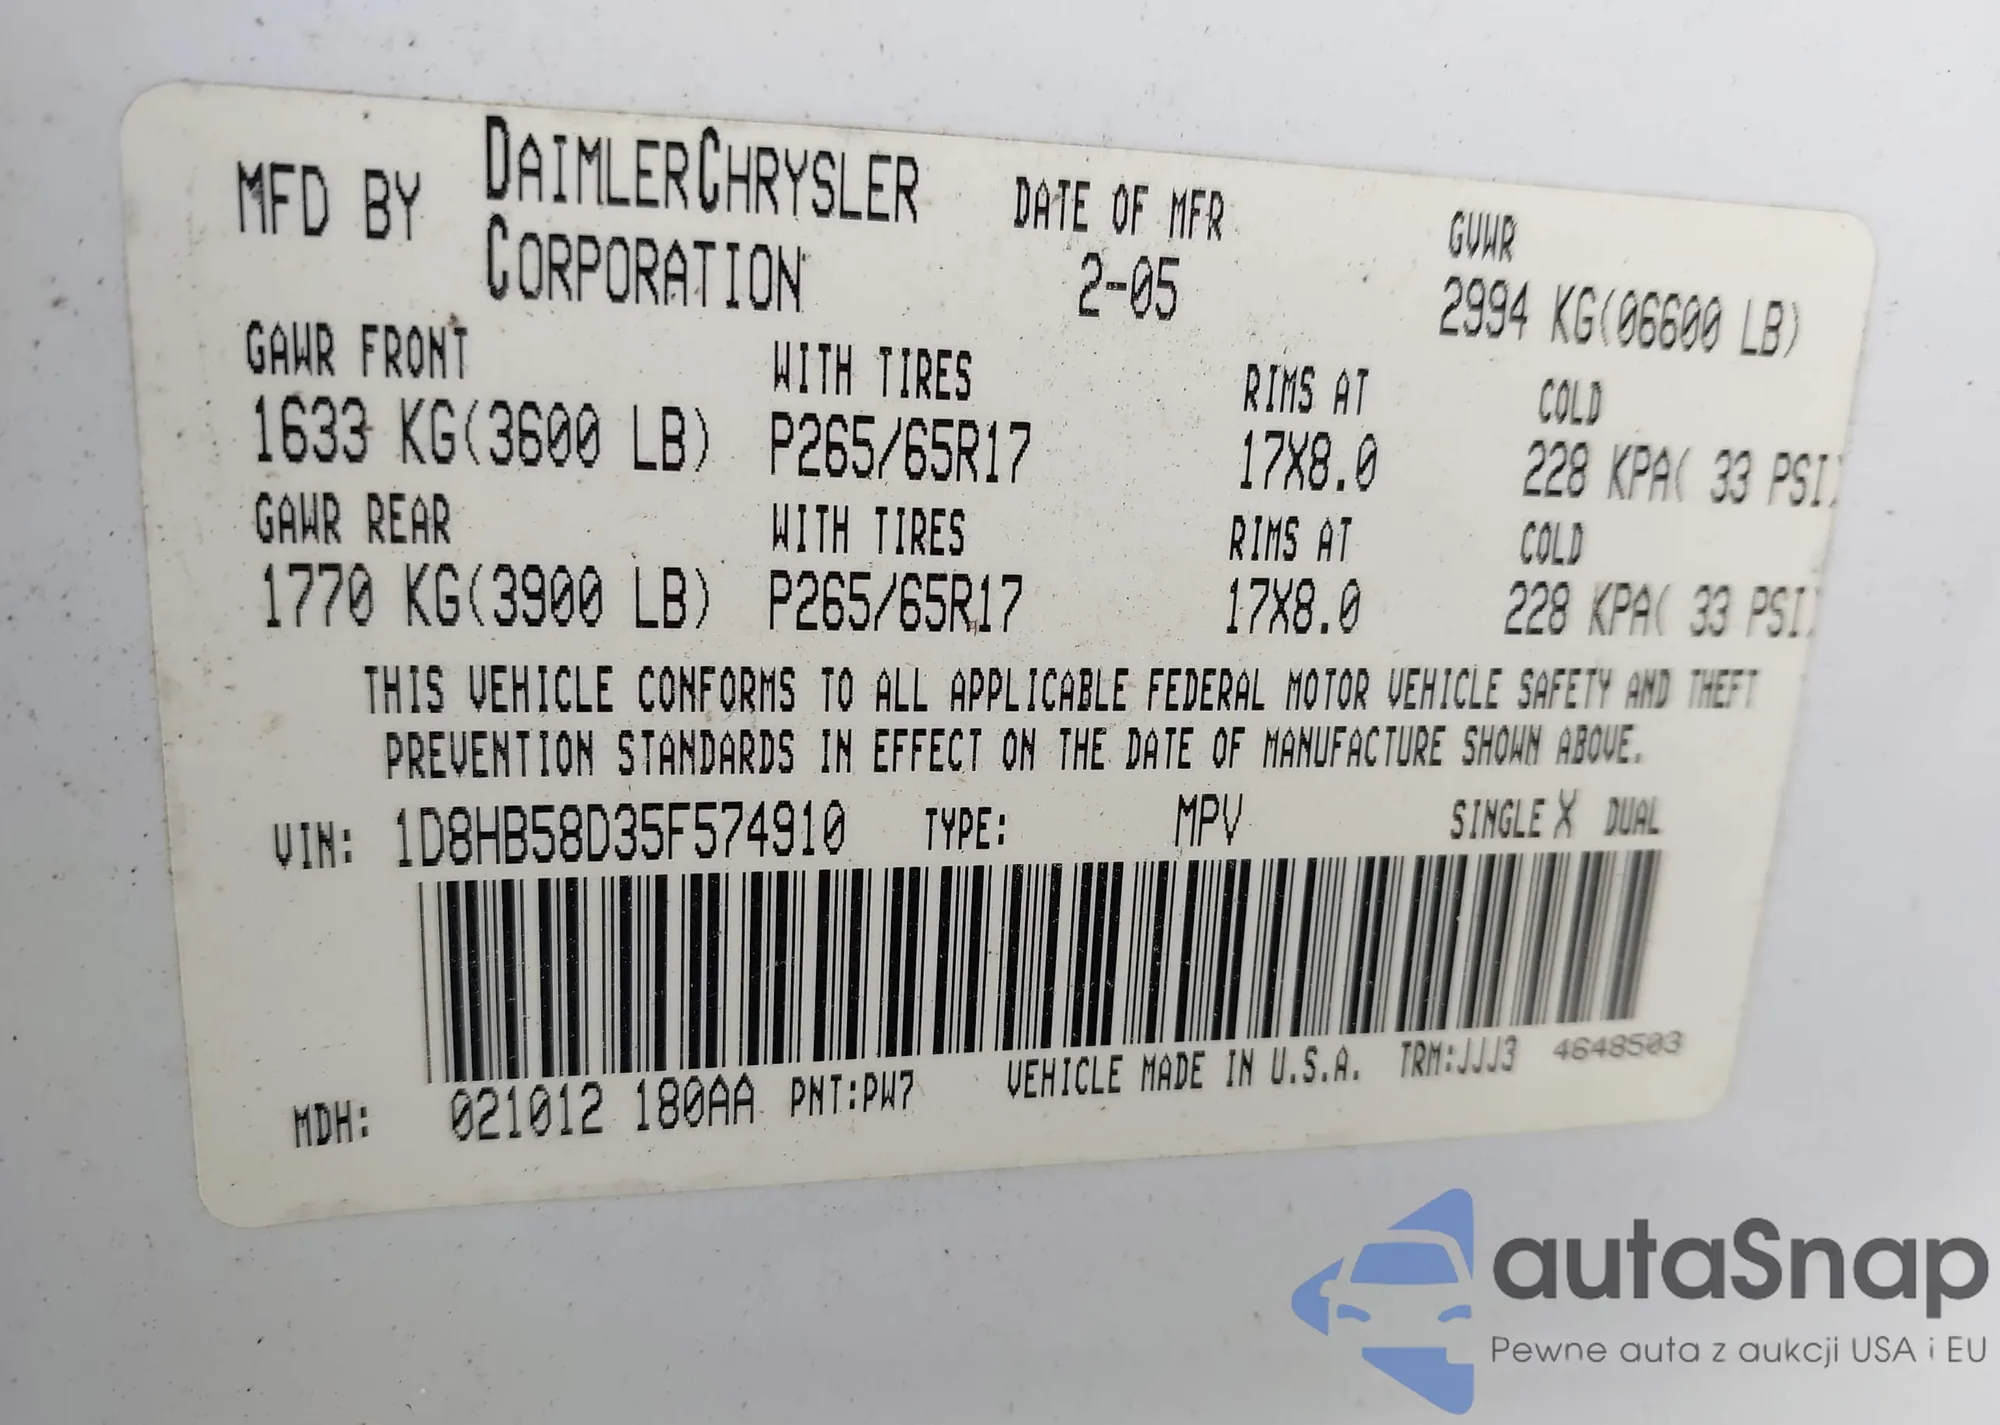 MFD BY DAIMLERCHRYSLER CORPORATION DATE OF MFR 2-05 GVWR 2994 KG(06600 LB)
GAWR FRONT WITH TIRES RIMS AT COLD
1633 KG(3600 LB) P265/65R17 17X8.0 228 KPA( 33 PSI)
GAWR REAR WITH TIRES RIMS AT COLD
1770 KG(3900 LB) P265/65R17 17X8.0 228 KPA( 33 PSI)
THIS VEHICLE CONFORMS TO ALL APPLICABLE FEDERAL MOTOR VEHICLE SAFETY AND THEFT
PREVENTION STANDARDS IN EFFECT ON THE DATE OF MANUFACTURE SHOWN ABOVE.
VIN: 1D8HB58D35F574910 TYPE: MPV SINGLE X DUAL
MDH: 021012 180AA PNT:PW7 VEHICLE MADE IN U.S.A. TRM:JJJ3 4648503
autaSnap
Pewne auta z aukcji USA i EU